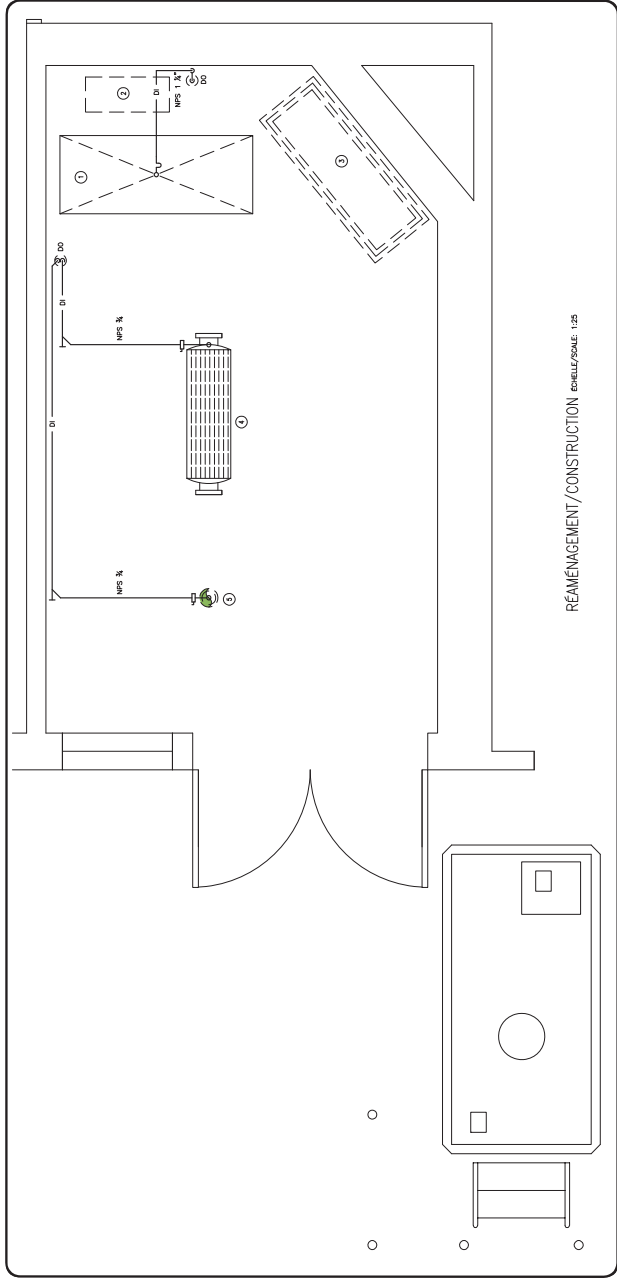 NPS ¾
DI
5
NPS ¾
DI
DO
4
1
2
DI
NPS 1 ¼"
DO
3
RÉAMÉNAGEMENT/CONSTRUCTION ÉCHELLE/SCALE: 1:25